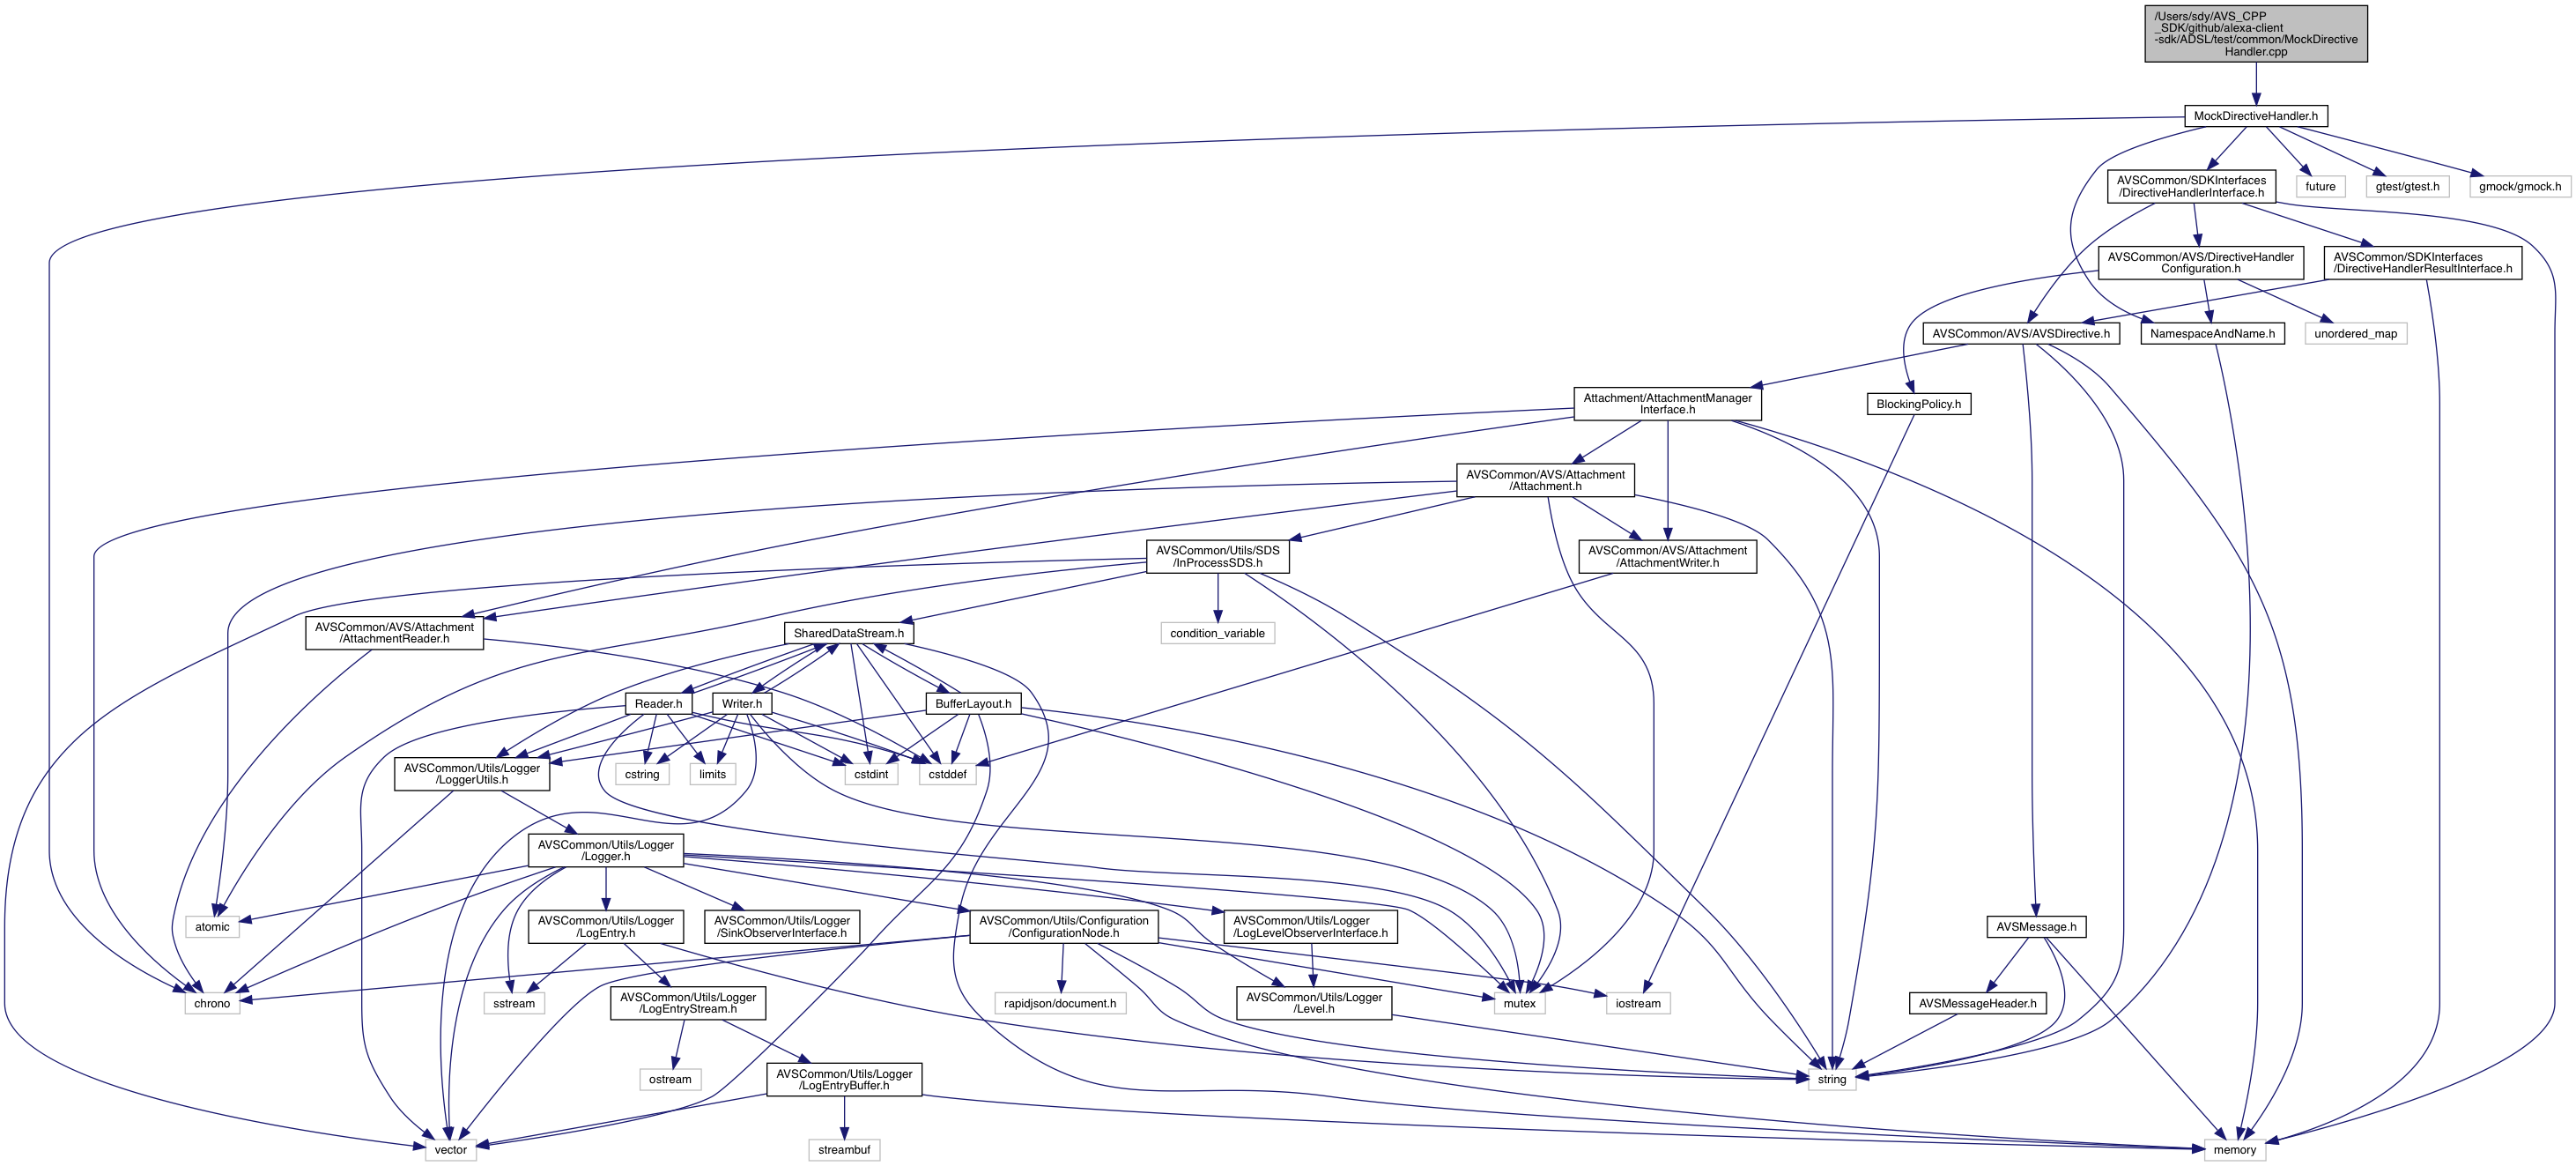 /Users/sdy/AVS_CPP
_SDK/github/alexa-client
-sdk/ADSL/test/common/MockDirective
Handler.cpp
MockDirectiveHandler.h
AVSCommon/SDKInterfaces
/DirectiveHandlerInterface.h
future
gtest/gtest.h
gmock/gmock.h
AVSCommon/AVS/DirectiveHandler
Configuration.h
AVSCommon/SDKInterfaces
/DirectiveHandlerResultInterface.h
AVSCommon/AVS/AVSDirective.h
NamespaceAndName.h
unordered_map
Attachment/AttachmentManager
Interface.h
BlockingPolicy.h
AVSCommon/AVS/Attachment
/Attachment.h
AVSCommon/Utils/SDS
/InProcessSDS.h
AVSCommon/AVS/Attachment
/AttachmentWriter.h
AVSCommon/AVS/Attachment
/AttachmentReader.h
SharedDataStream.h
condition_variable
Reader.h
Writer.h
BufferLayout.h
AVSCommon/Utils/Logger
/LoggerUtils.h
cstring
limits
cstdint
cstddef
AVSCommon/Utils/Logger
/Logger.h
atomic
AVSCommon/Utils/Logger
/LogEntry.h
AVSCommon/Utils/Logger
/SinkObserverInterface.h
AVSCommon/Utils/Configuration
/ConfigurationNode.h
AVSCommon/Utils/Logger
/LogLevelObserverInterface.h
AVSMessage.h
chrono
sstream
AVSCommon/Utils/Logger
/LogEntryStream.h
rapidjson/document.h
AVSCommon/Utils/Logger
/Level.h
mutex
iostream
AVSMessageHeader.h
ostream
AVSCommon/Utils/Logger
/LogEntryBuffer.h
string
vector
streambuf
memory